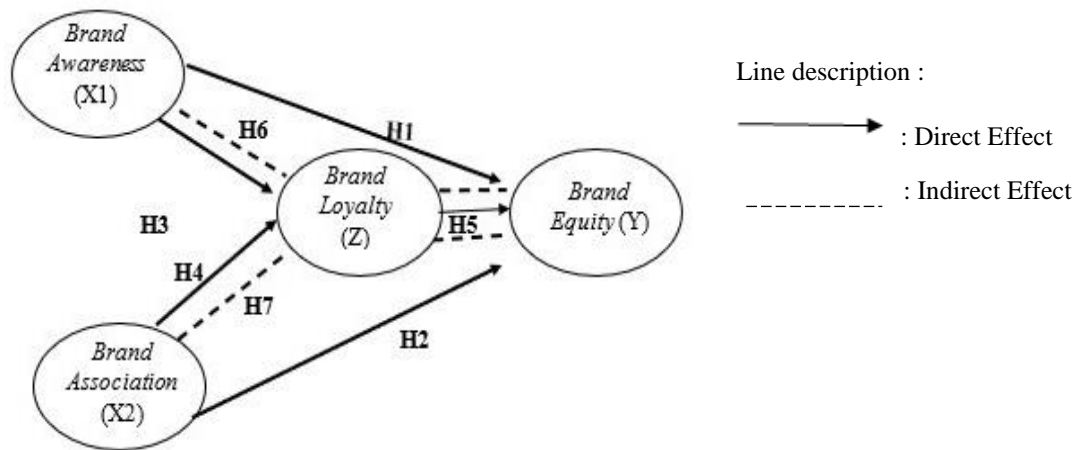 Brand
Awareness
(X1)
H6
H1
Brand
Loyalty
(Z)
Brand
Equity (Y)
H5
H3
H4
H7
H2
Brand
Association
(X2)
Line description :
: Direct Effect
: Indirect Effect